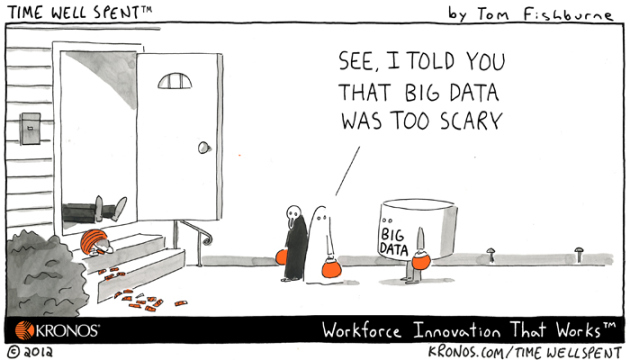 TIME WELL SPENT™
by Tom Fishburne
SEE, I TOLD YOU
THAT BIG DATA
WAS TOO SCARY
BIG
DATA
KRONOS®
Workforce Innovation That Works™
© 2012
KRONOS.COM/TIME WELLSPENT